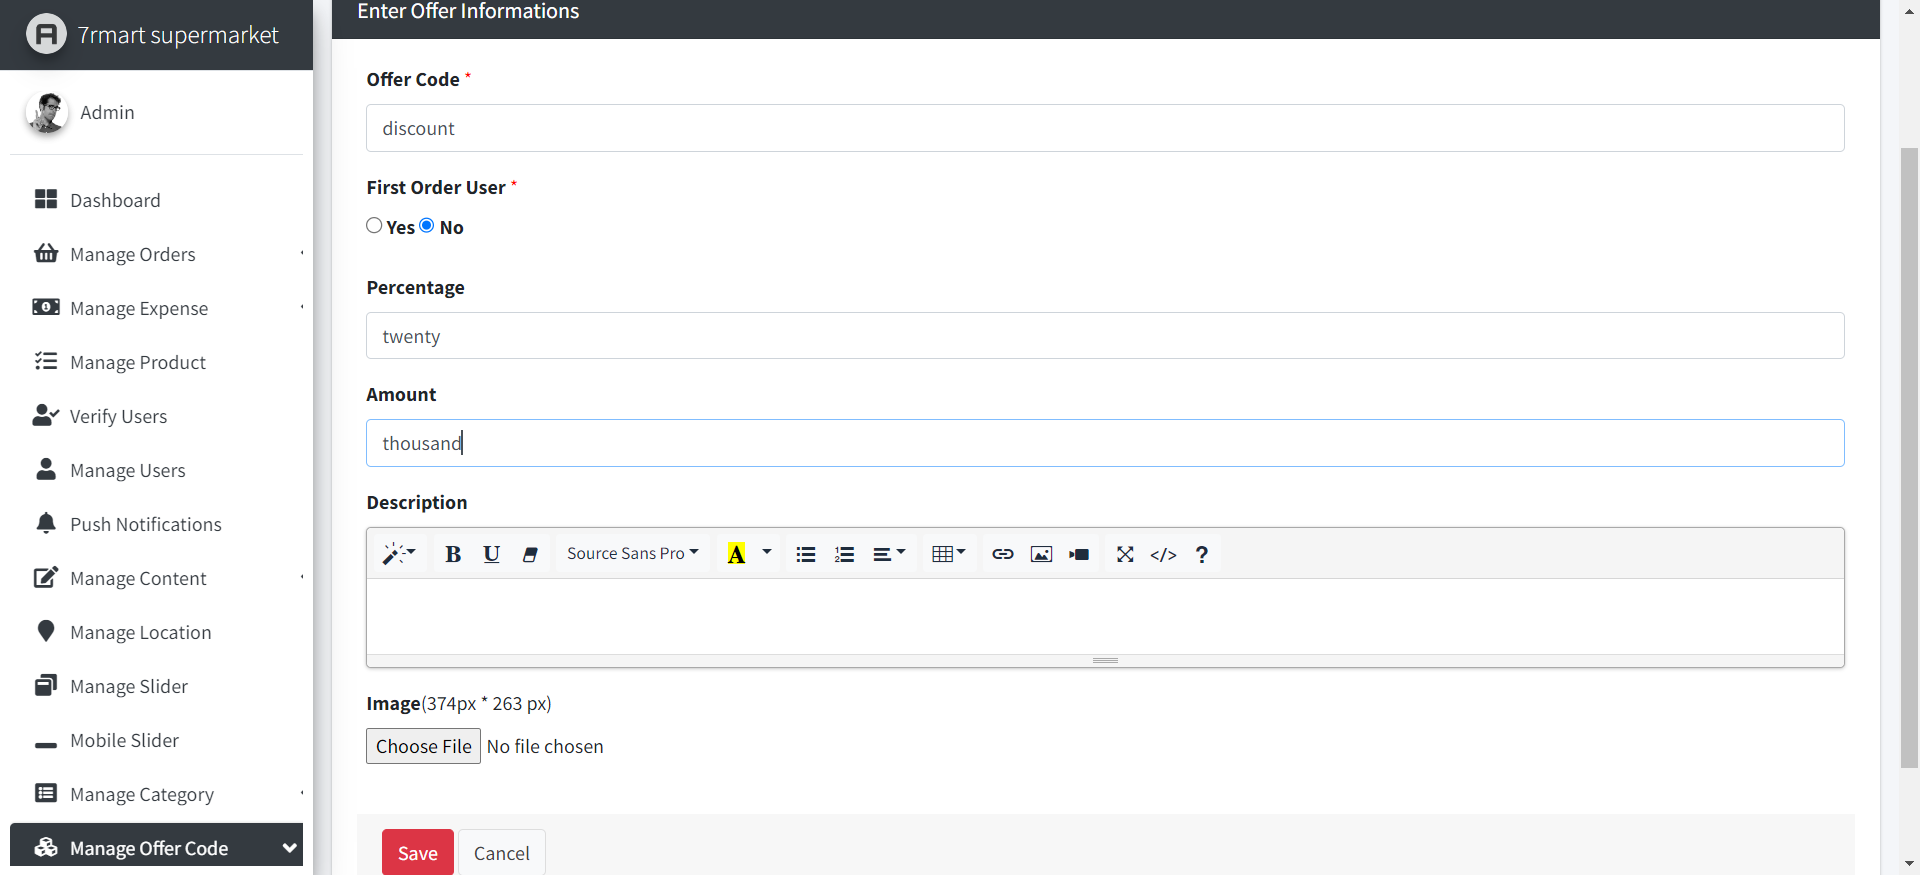 7rmart supermarket
Admin
Dashboard
Manage Orders
Manage Expense
Manage Product
Verify Users
Manage Users
Push Notifications
Manage Content
Manage Location
Manage Slider
Mobile Slider
Manage Category
Manage Offer Code
Enter Offer Informations
Offer Code *
discount
First Order User *
Yes No
Percentage
twenty
Amount
thousand
Description
B U Source Sans Pro A </> ?
Image(374px * 263 px)
Choose File No file chosen
Save Cancel